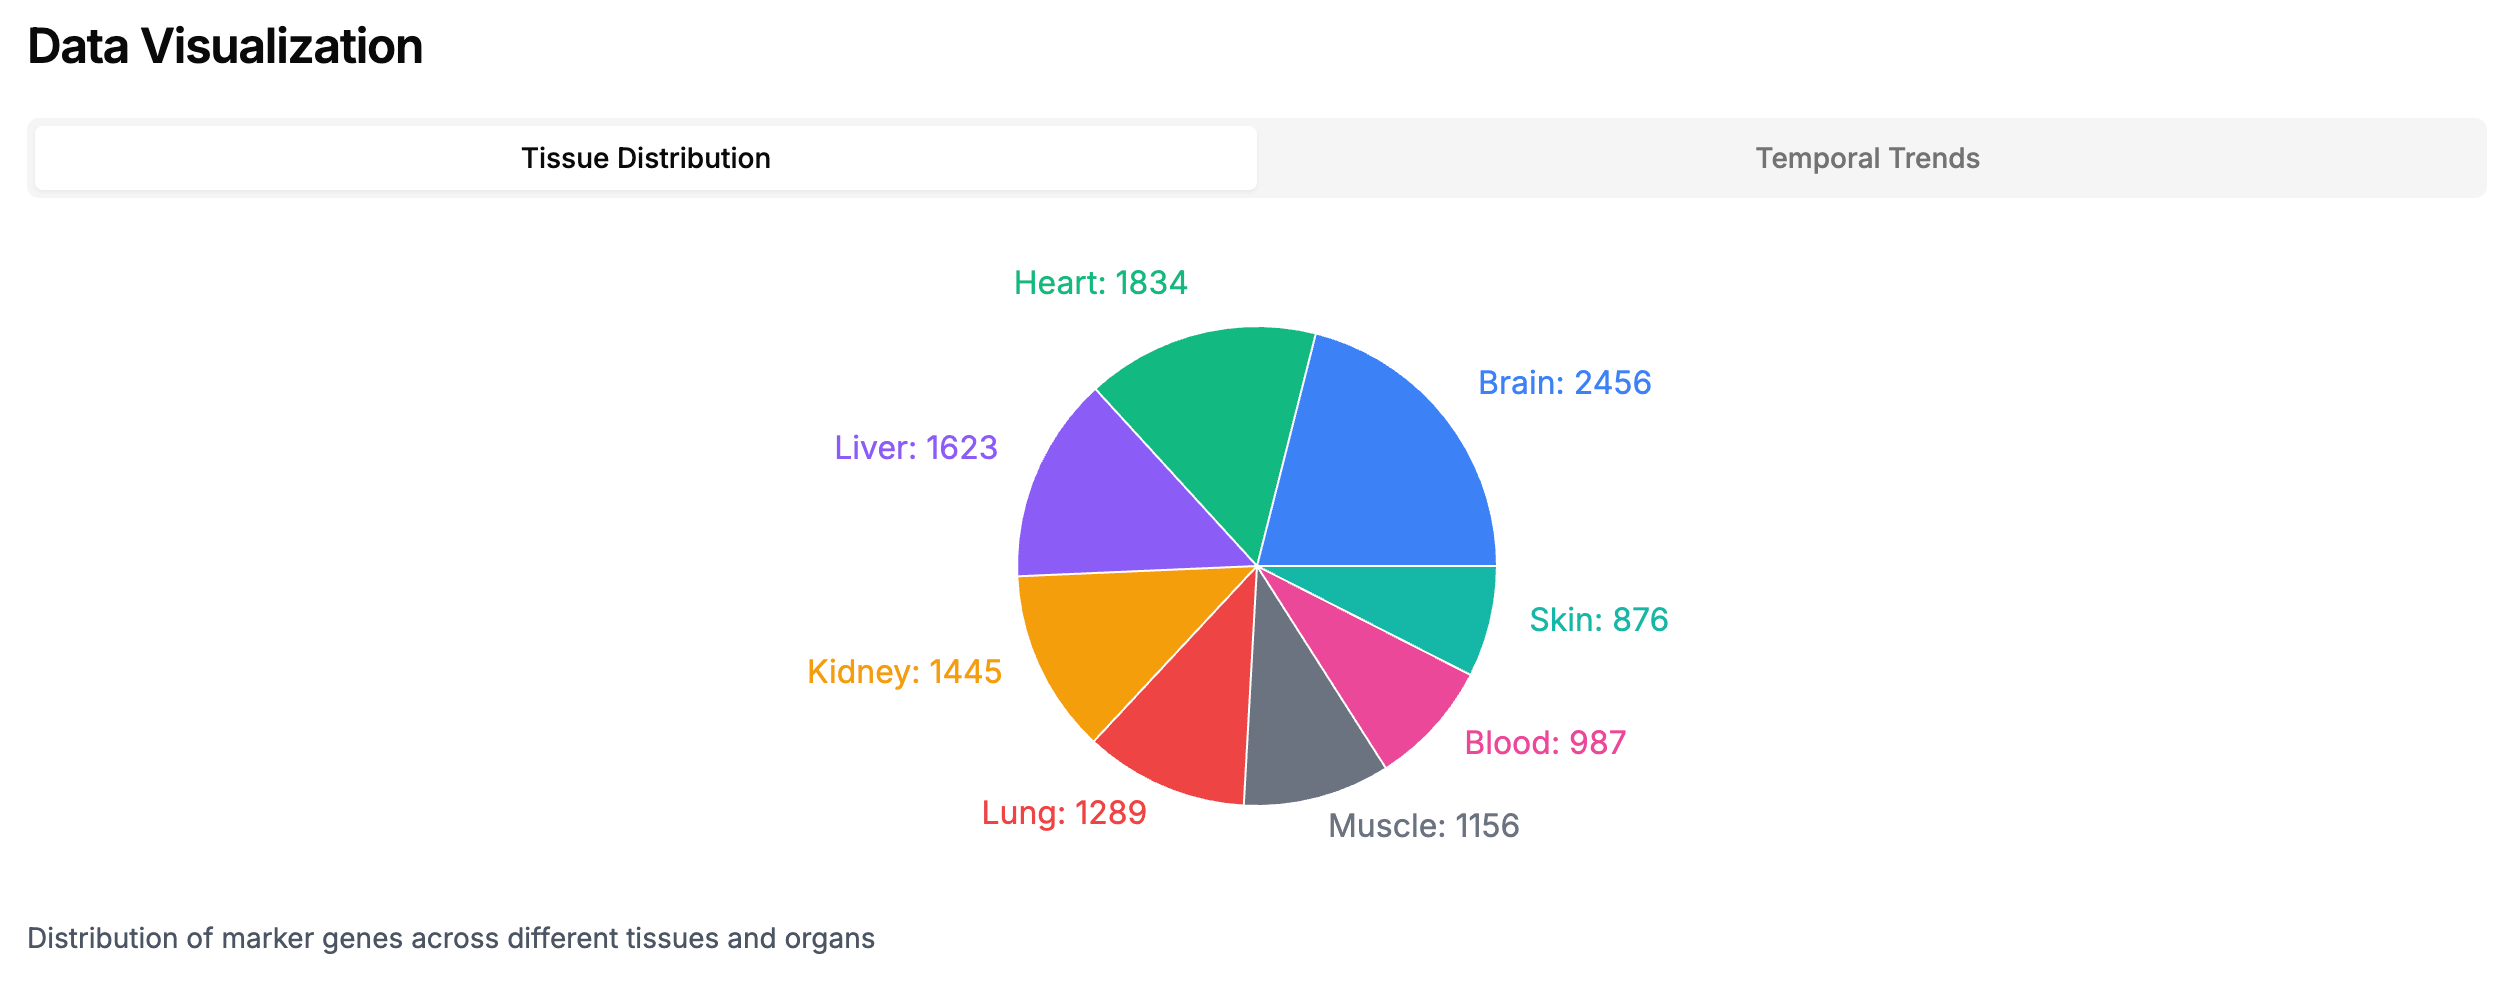 Data Visualization
Tissue Distribution
Temporal Trends
Heart: 1834
Brain: 2456
Liver: 1623
Skin: 876
Kidney: 1445
Blood: 987
Lung: 1289
Muscle: 1156
Distribution of marker genes across different tissues and organs